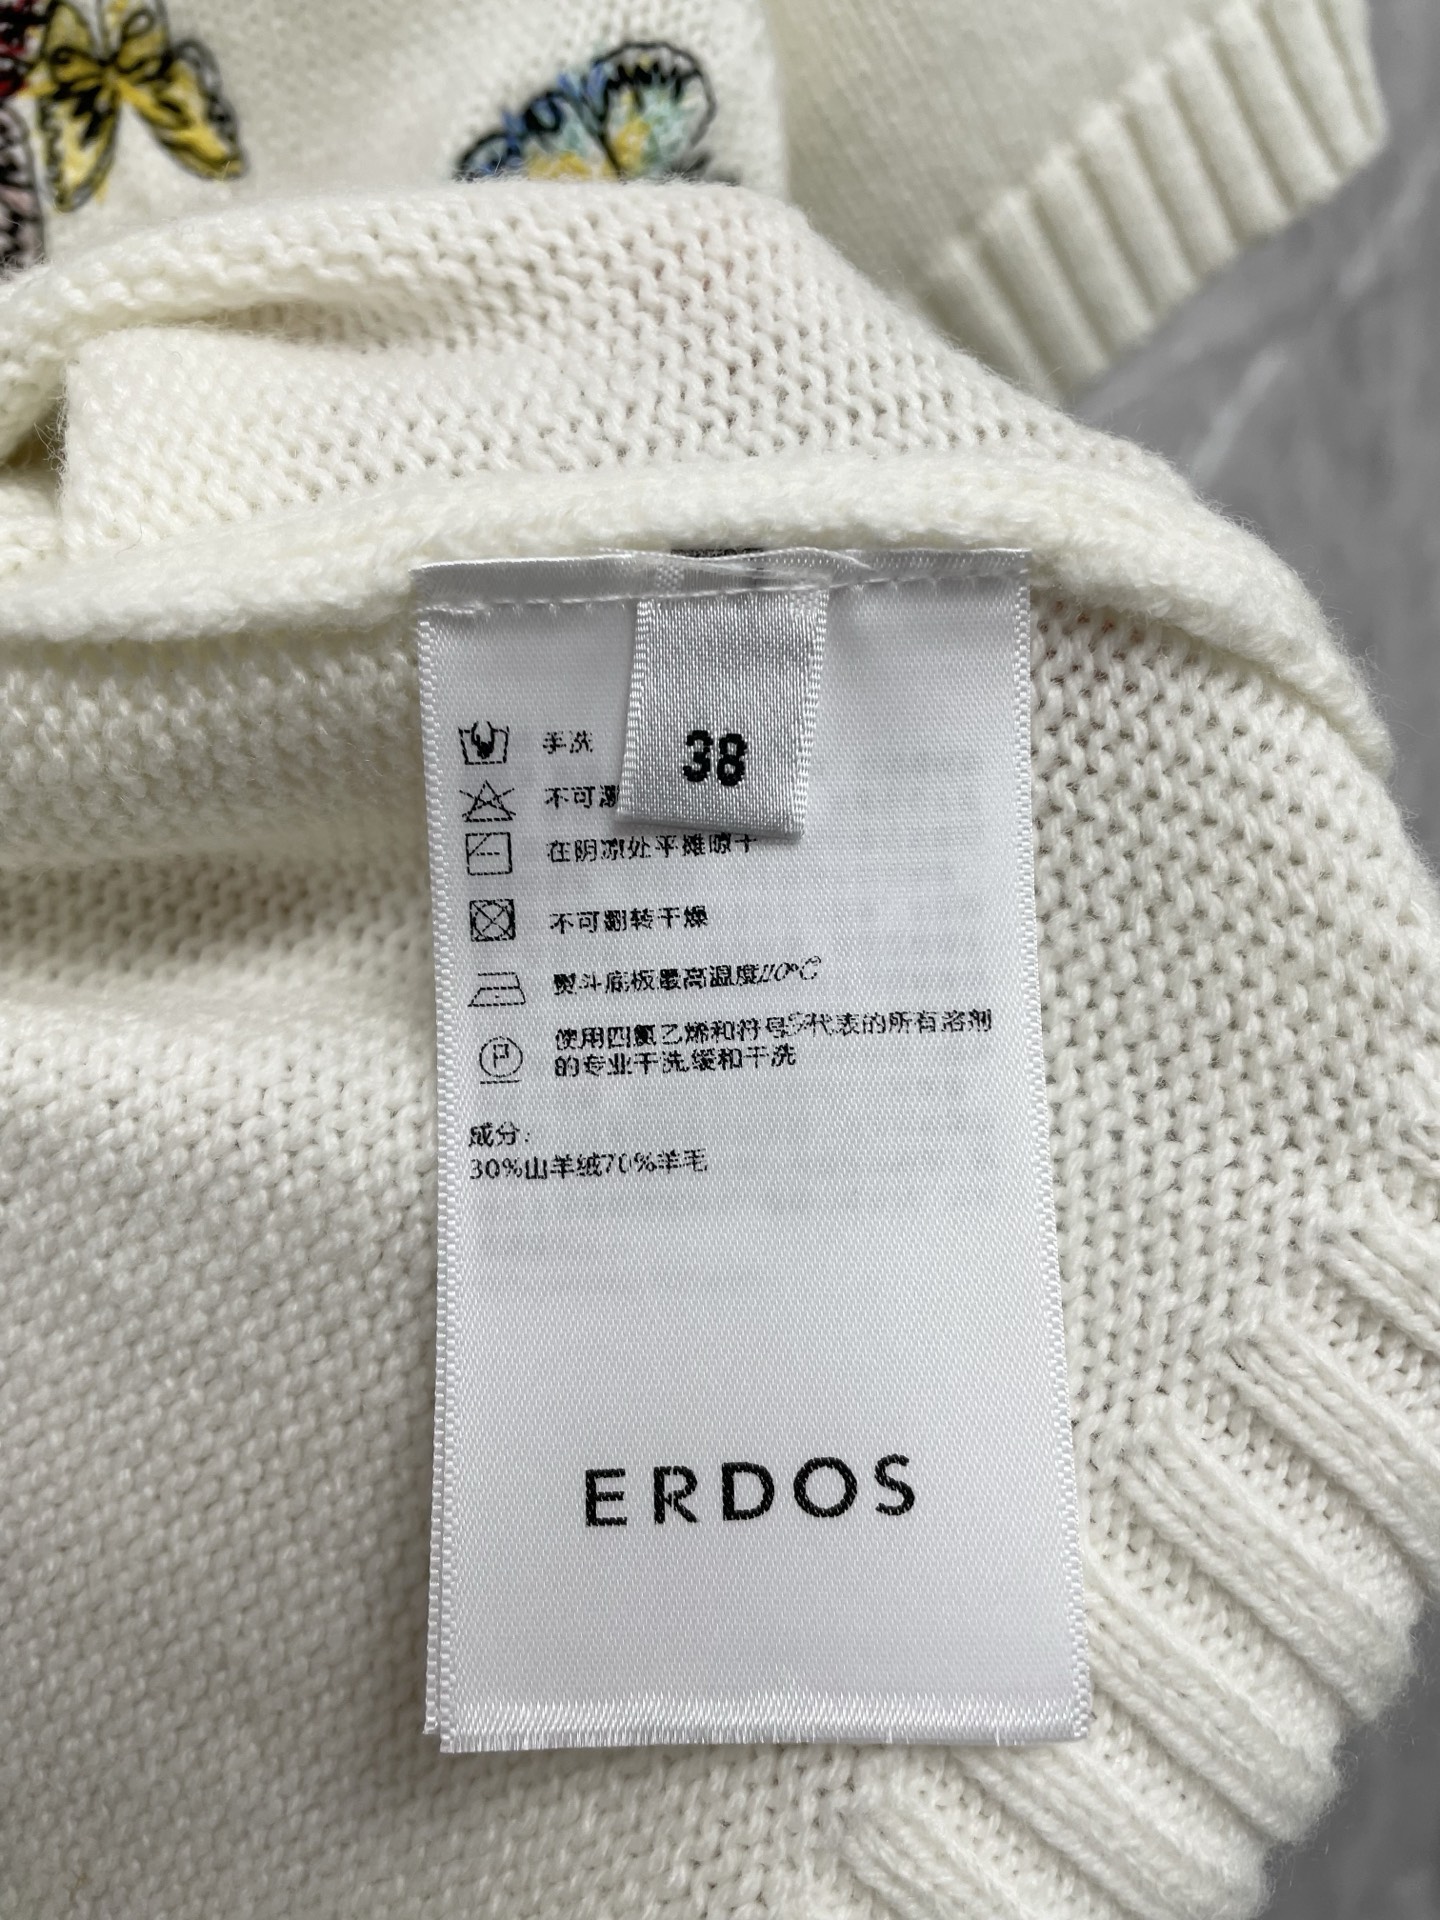 38
手洗
不可漂
在阴凉处平摊晾干
不可翻转干燥
熨斗底板最高温度110℃
使用四氯乙烯和符号F代表的所有溶剂
的专业干洗,缓和干洗
成分:
30%山羊绒70%羊毛
ERDOS